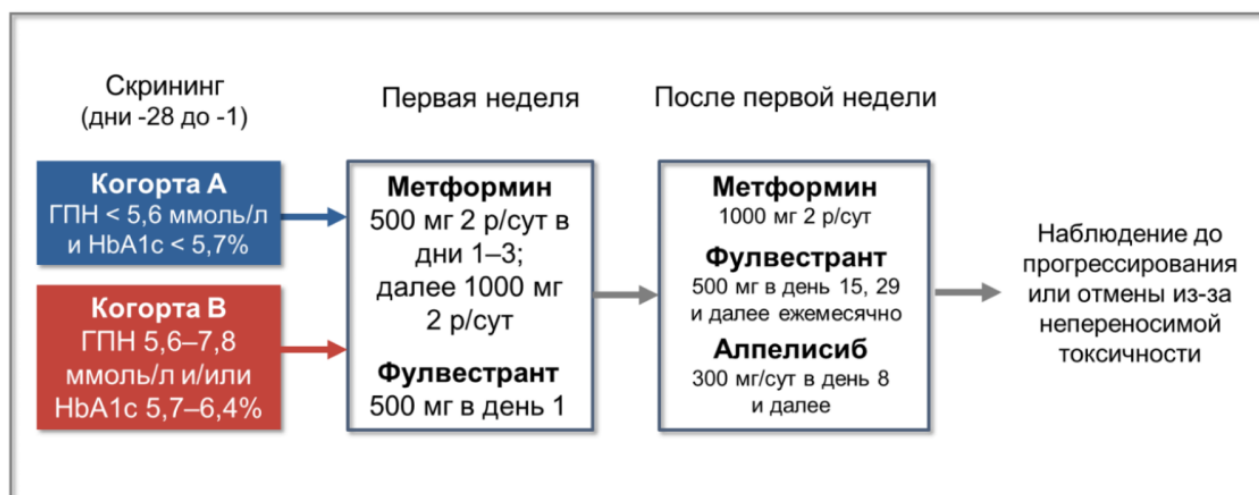 Скрининг
(дни -28 до -1)
Первая неделя
После первой недели
Когорта А
ГПН < 5,6 ммоль/л
и HbA1c < 5,7%
Когорта В
ГПН 5,6–7,8
ммоль/л и/или
HbA1c 5,7–6,4%
Метформин
500 мг 2 р/сут в
дни 1–3;
далее 1000 мг
2 р/сут
Фулвестрант
500 мг в день 1
Метформин
1000 мг 2 р/сут
Фулвестрант
500 мг в день 15, 29
и далее ежемесячно
Алпелисиб
300 мг/сут в день 8
и далее
Наблюдение до
прогрессирования
или отмены из-за
непереносимой
токсичности